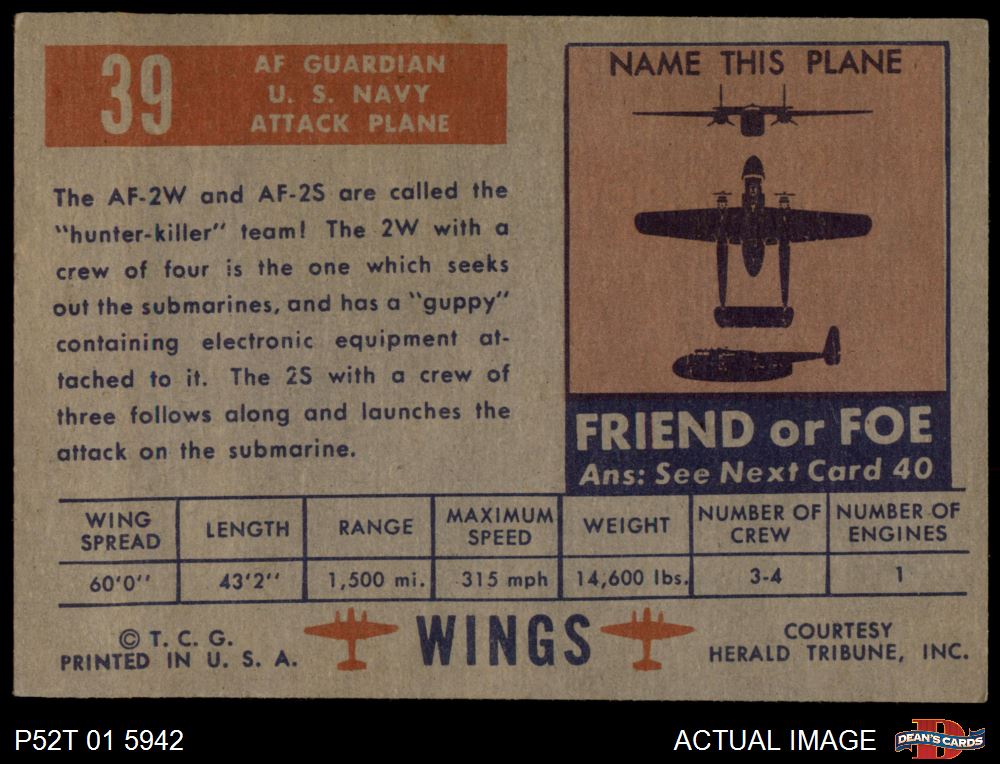 39
AF GUARDIAN
U. S. NAVY
ATTACK PLANE
The AF-2W and AF-2S are called the
"hunter-killer" team! The 2W with a
crew of four is the one which seeks
out the submarines, and has a "guppy"
containing electronic equipment at-
tached to it. The 2S with a crew of
three follows along and launches the
attack on the submarine.
NAME THIS PLANE
FRIEND or FOE
Ans: See Next Card 40
WING SPREAD LENGTH RANGE MAXIMUM SPEED WEIGHT NUMBER OF CREW NUMBER OF ENGINES
60'0" 43'2" 1,500 mi. 315 mph 14,600 lbs. 3-4 1
© T. C. G.
PRINTED IN U. S. A.
WINGS
COURTESY
HERALD TRIBUNE, INC.
P52T 01 5942
ACTUAL IMAGE
DEAN'S CARDS